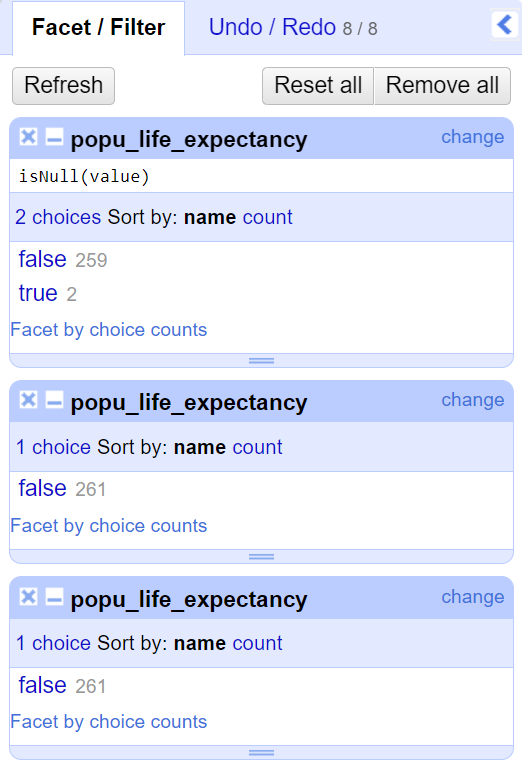 Facet / Filter Undo / Redo 8 / 8
Refresh Reset all Remove all
popu_life_expectancy change
isNull(value)
2 choices Sort by: name count
false 259
true 2
Facet by choice counts
popu_life_expectancy change
1 choice Sort by: name count
false 261
Facet by choice counts
popu_life_expectancy change
1 choice Sort by: name count
false 261
Facet by choice counts